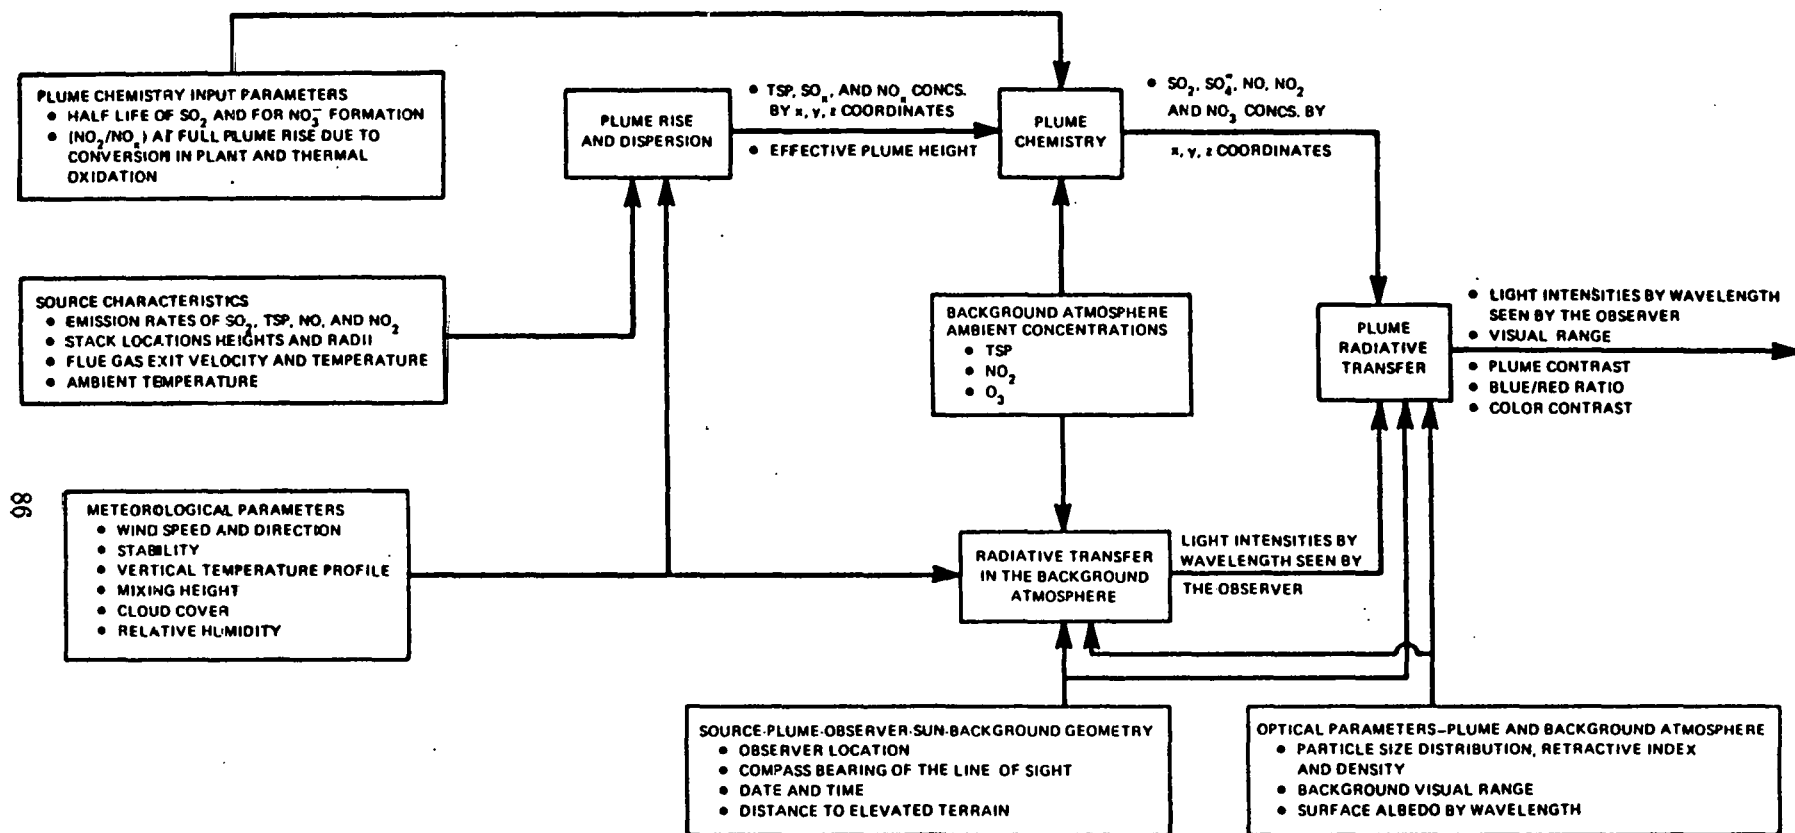 PLUME CHEMISTRY INPUT PARAMETERS
● HALF LIFE OF SO₂ AND FOR NO₃⁻ FORMATION
● (NO₂/NOₓ) AT FULL PLUME RISE DUE TO
CONVERSION IN PLANT AND THERMAL
OXIDATION
PLUME RISE
AND DISPERSION
● TSP, SOₓ, AND NOₓ CONCS.
BY x, y, z COORDINATES
● EFFECTIVE PLUME HEIGHT
PLUME
CHEMISTRY
● SO₂, SO₄⁼, NO, NO₂
AND NO₃ CONCS. BY
x, y, z COORDINATES
SOURCE CHARACTERISTICS
● EMISSION RATES OF SO₂, TSP, NO, AND NO₂
● STACK LOCATIONS HEIGHTS AND RADII
● FLUE GAS EXIT VELOCITY AND TEMPERATURE
● AMBIENT TEMPERATURE
BACKGROUND ATMOSPHERE
AMBIENT CONCENTRATIONS
● TSP
● NO₂
● O₃
PLUME
RADIATIVE
TRANSFER
● LIGHT INTENSITIES BY WAVELENGTH
SEEN BY THE OBSERVER
● VISUAL RANGE
● PLUME CONTRAST
● BLUE/RED RATIO
● COLOR CONTRAST
METEOROLOGICAL PARAMETERS
● WIND SPEED AND DIRECTION
● STABILITY
● VERTICAL TEMPERATURE PROFILE
● MIXING HEIGHT
● CLOUD COVER
● RELATIVE HUMIDITY
RADIATIVE TRANSFER
IN THE BACKGROUND
ATMOSPHERE
LIGHT INTENSITIES BY
WAVELENGTH SEEN BY
THE OBSERVER
SOURCE-PLUME-OBSERVER-SUN-BACKGROUND GEOMETRY
● OBSERVER LOCATION
● COMPASS BEARING OF THE LINE OF SIGHT
● DATE AND TIME
● DISTANCE TO ELEVATED TERRAIN
OPTICAL PARAMETERS–PLUME AND BACKGROUND ATMOSPHERE
● PARTICLE SIZE DISTRIBUTION, RETRACTIVE INDEX
AND DENSITY
● BACKGROUND VISUAL RANGE
● SURFACE ALBEDO BY WAVELENGTH
86